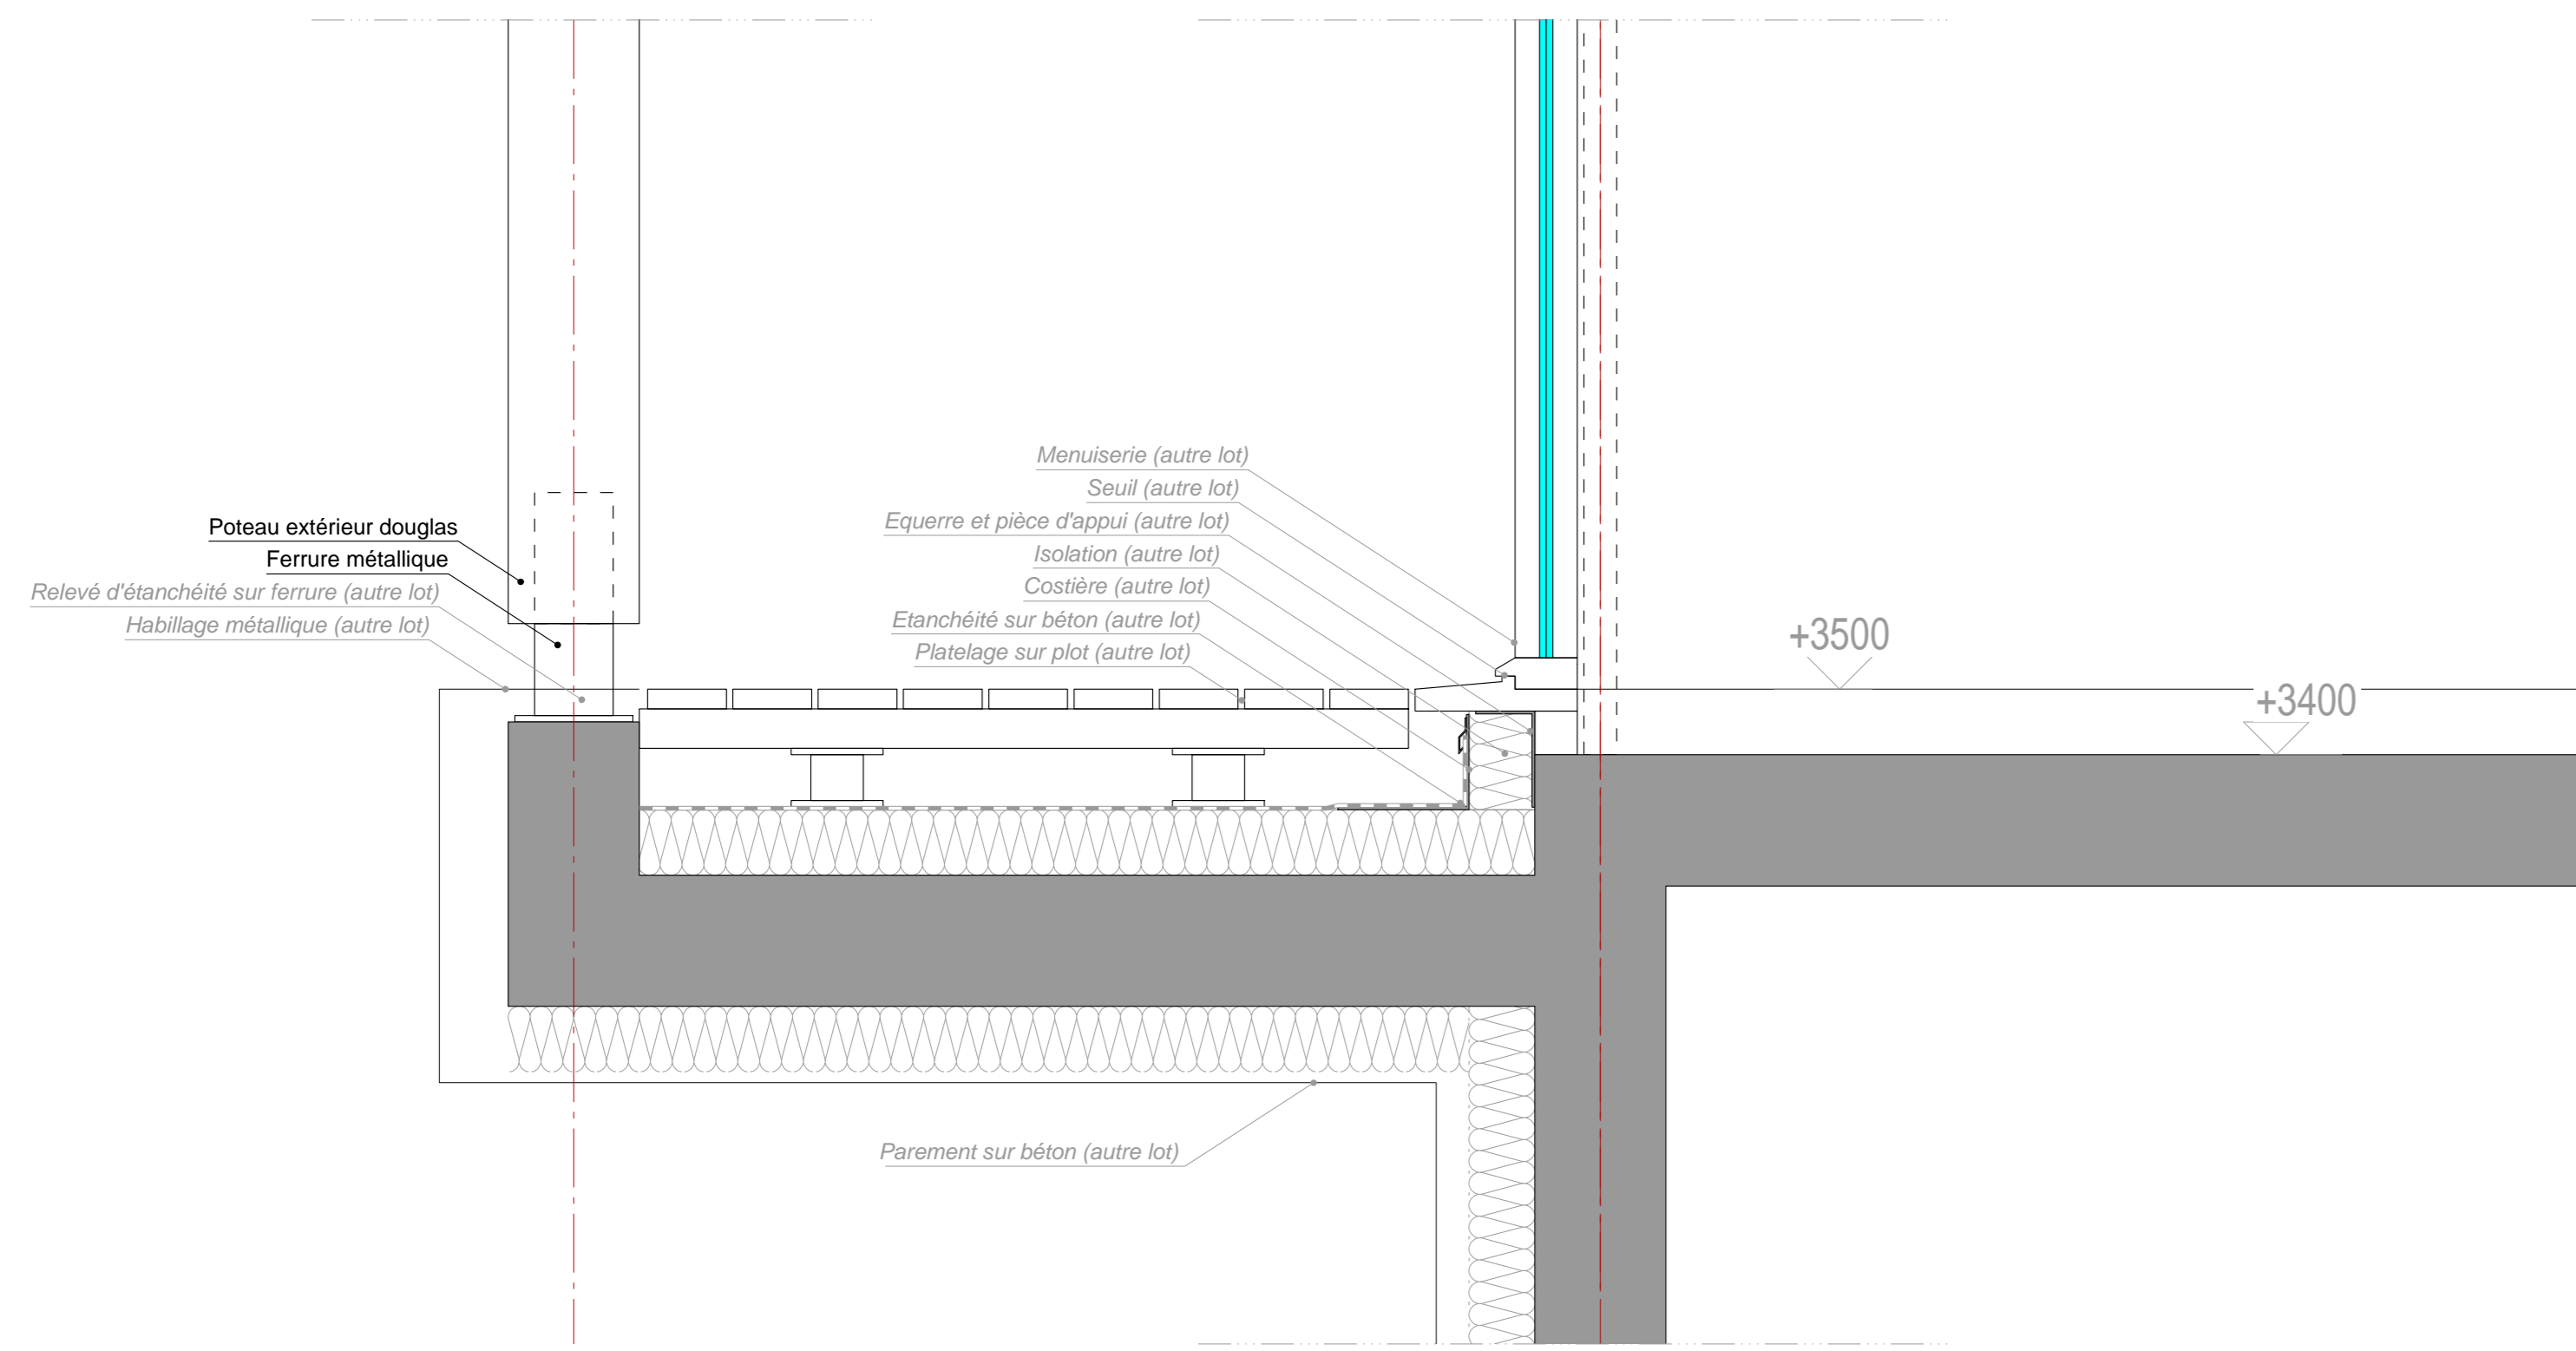 Menuiserie (autre lot)
Seuil (autre lot)
Equerre et pièce d'appui (autre lot)
Isolation (autre lot)
Costière (autre lot)
Etanchéité sur béton (autre lot)
Platelage sur plot (autre lot)
Poteau extérieur douglas
Ferrure métallique
Relevé d'étanchéité sur ferrure (autre lot)
Habillage métallique (autre lot)
+3500
+3400
Parement sur béton (autre lot)